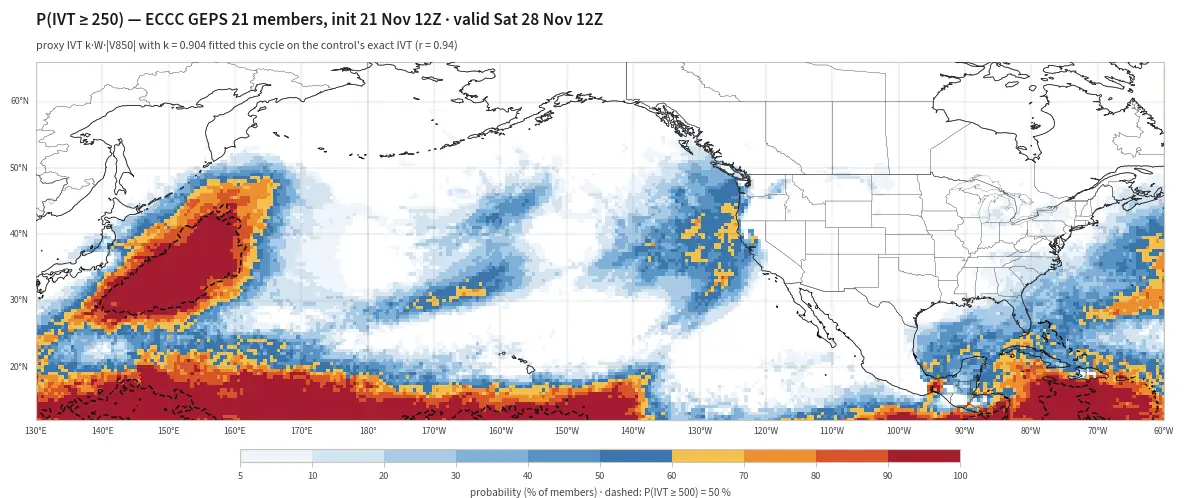 P(IVT ≥ 250) — ECCC GEPS 21 members, init 21 Nov 12Z · valid Sat 28 Nov 12Z
proxy IVT k·W·|V850| with k = 0.904 fitted this cycle on the control's exact IVT (r = 0.94)
60°N
50°N
40°N
30°N
20°N
130°E 140°E 150°E 160°E 170°E 180° 170°W 160°W 150°W 140°W 130°W 120°W 110°W 100°W 90°W 80°W 70°W 60°W
5 10 20 30 40 50 60 70 80 90 100
probability (% of members) · dashed: P(IVT ≥ 500) = 50 %